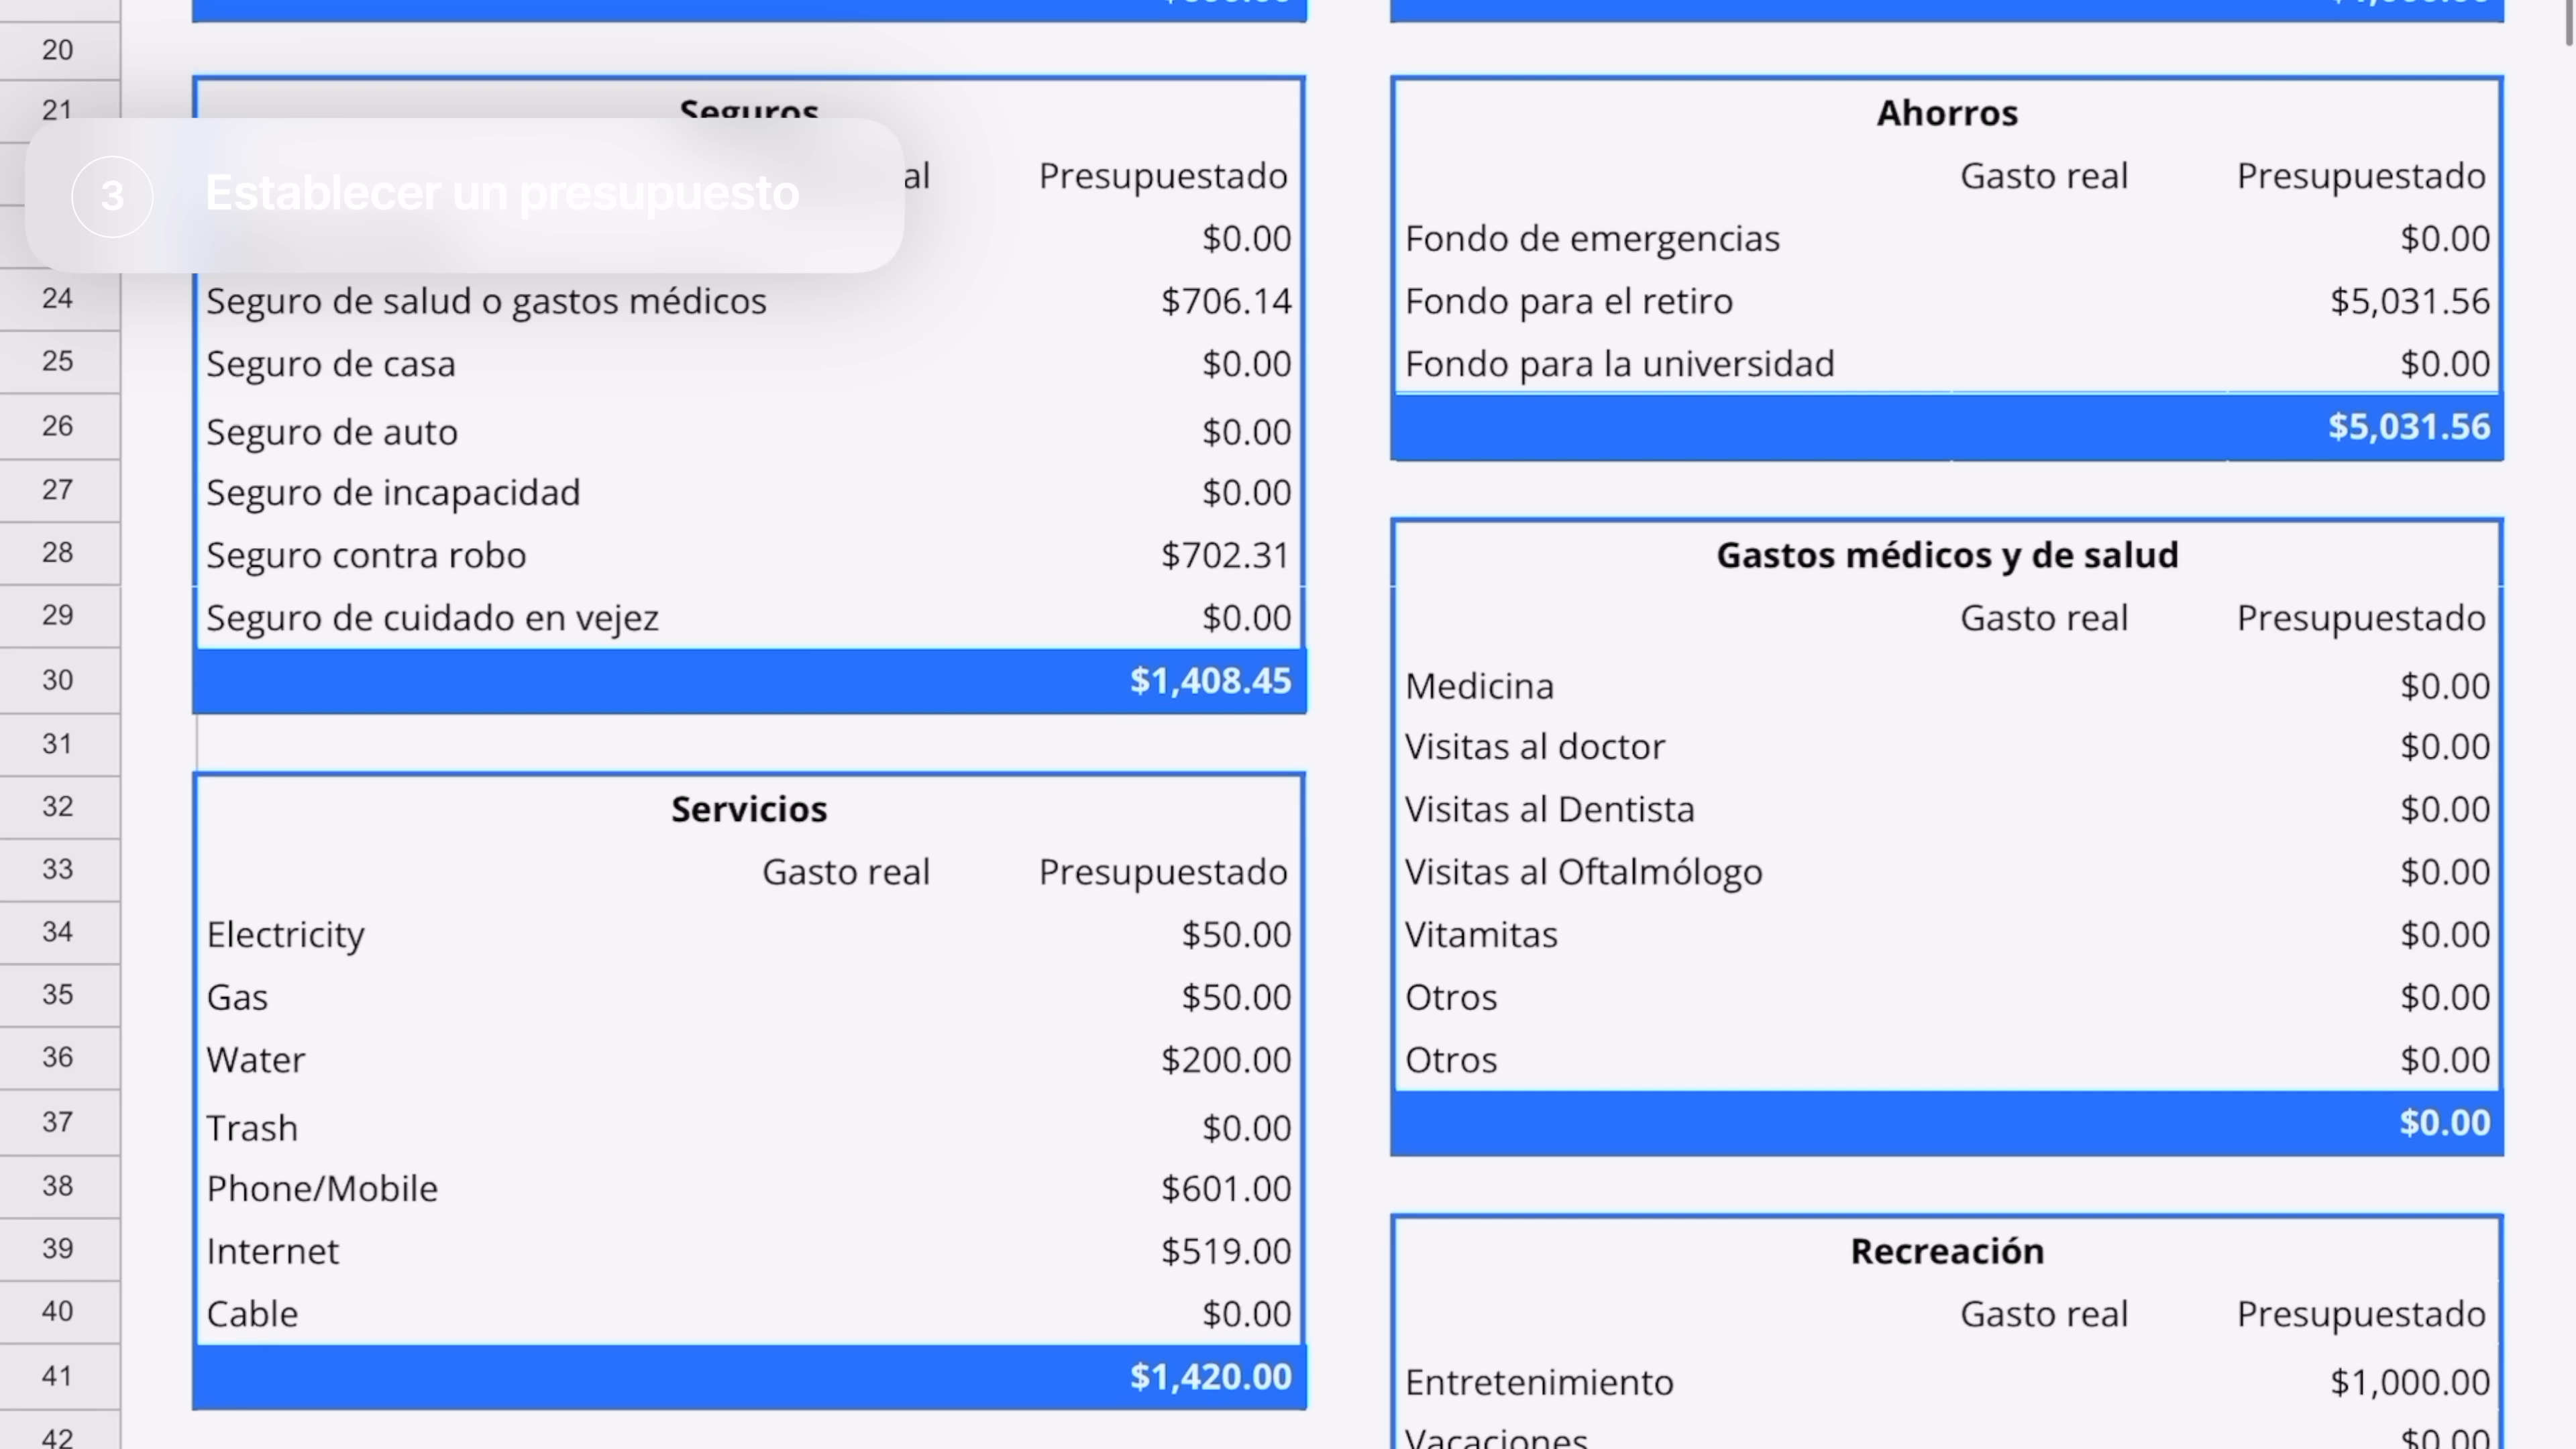 20
21
Seguros
3
Establecer un presupuesto
Presupuestado
$0.00
24
Seguro de salud o gastos médicos
$706.14
25
Seguro de casa
$0.00
26
Seguro de auto
$0.00
27
Seguro de incapacidad
$0.00
28
Seguro contra robo
$702.31
29
Seguro de cuidado en vejez
$0.00
30
$1,408.45
31
32
Servicios
33
Gasto real
Presupuestado
34
Electricity
$50.00
35
Gas
$50.00
36
Water
$200.00
37
Trash
$0.00
38
Phone/Mobile
$601.00
39
Internet
$519.00
40
Cable
$0.00
41
$1,420.00
42
Ahorros
Gasto real
Presupuestado
Fondo de emergencias
$0.00
Fondo para el retiro
$5,031.56
Fondo para la universidad
$0.00
$5,031.56
Gastos médicos y de salud
Gasto real
Presupuestado
Medicina
$0.00
Visitas al doctor
$0.00
Visitas al Dentista
$0.00
Visitas al Oftalmólogo
$0.00
Vitamitas
$0.00
Otros
$0.00
Otros
$0.00
$0.00
Recreación
Gasto real
Presupuestado
Entretenimiento
$1,000.00
Vacaciones
$0.00